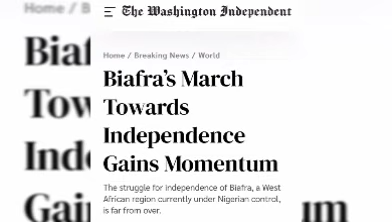 The Washington Independent
Home / Breaking News / World
Biafra's March
Towards
Independence
Gains Momentum
The struggle for Independence of Biafra, a West
African region currently under Nigerian control,
is far from over.